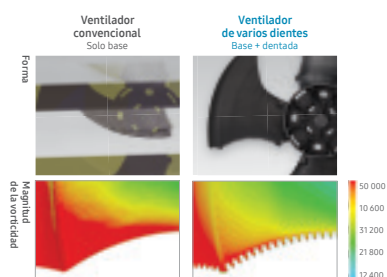 Ventilador
convencional
Solo base
Ventilador
de varios dientes
Base + dentada
Forma
Magnitud
de la vorticidad
50 000
10 600
31 200
21 800
12 400